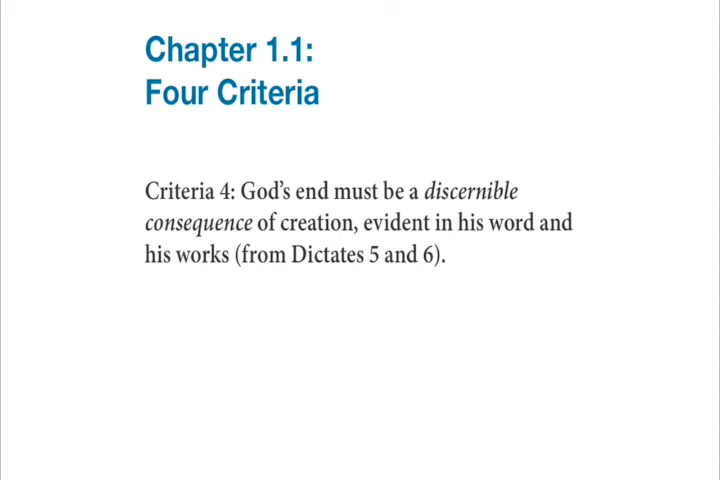 Chapter 1.1:
Four Criteria
Criteria 4: God’s end must be a discernible
consequence of creation, evident in his word and
his works (from Dictates 5 and 6).